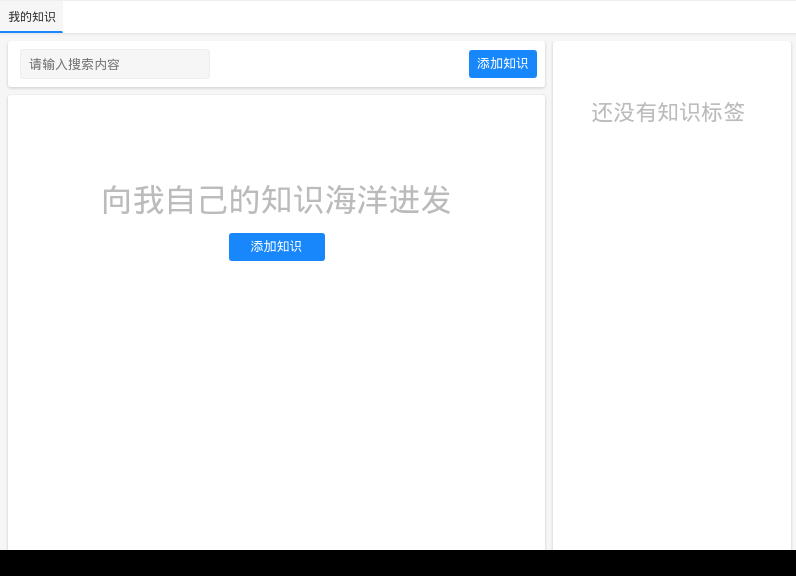 我的知识
请输入搜索内容
添加知识
还没有知识标签
向我自己的知识海洋进发
添加知识